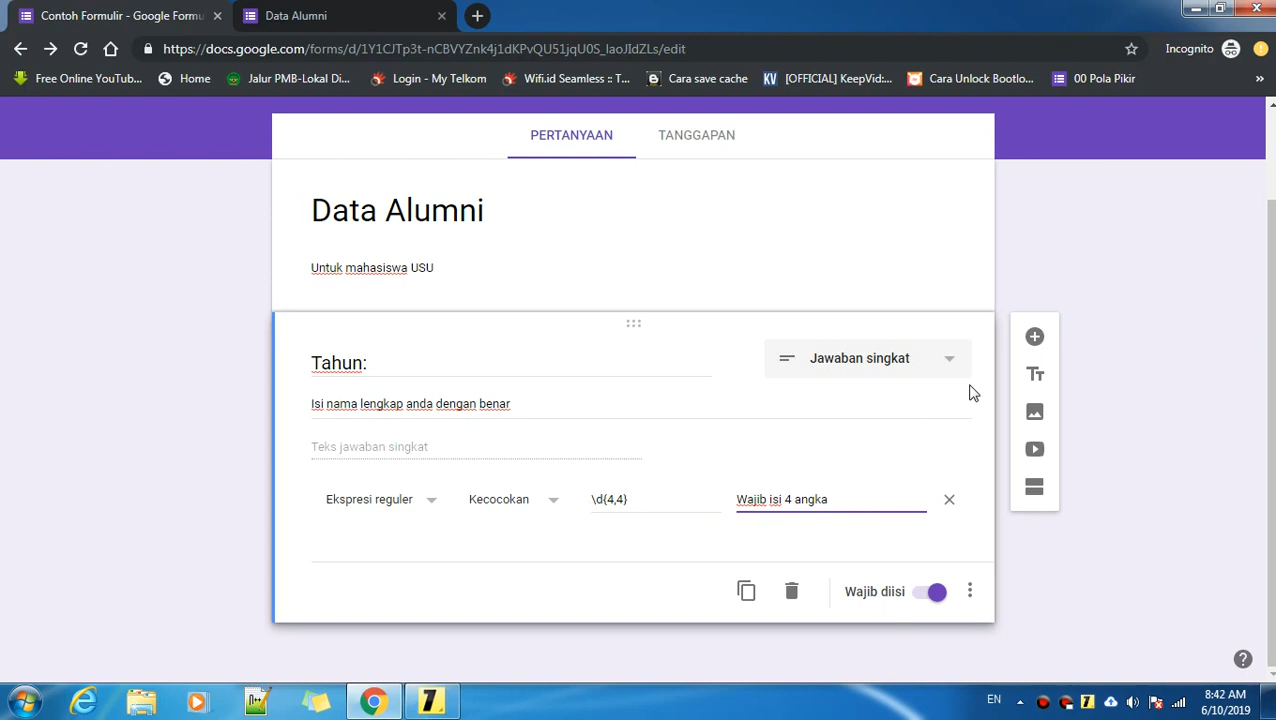 Contoh Formulir - Google Formu
Data Alumni
https://docs.google.com/forms/d/1Y1CJTp3t-nCBVYZnk4j1dKPvQU51jqU0S_laoJIdZLs/edit
Incognito
Free Online YouTub...
Home
Jalur PMB-Lokal Di...
Login - My Telkom
Wifi.id Seamless :: T...
Cara save cache
KV
[OFFICIAL] KeepVid:...
Cara Unlock Bootlo...
00 Pola Pikir
»
PERTANYAAN
TANGGAPAN
Data Alumni
Untuk mahasiswa USU
Tahun:
Jawaban singkat
Isi nama lengkap anda dengan benar
Teks jawaban singkat
Ekspresi reguler
Kecocokan
\d{4,4}
Wajib isi 4 angka
Wajib diisi
EN
8:42 AM
6/10/2019